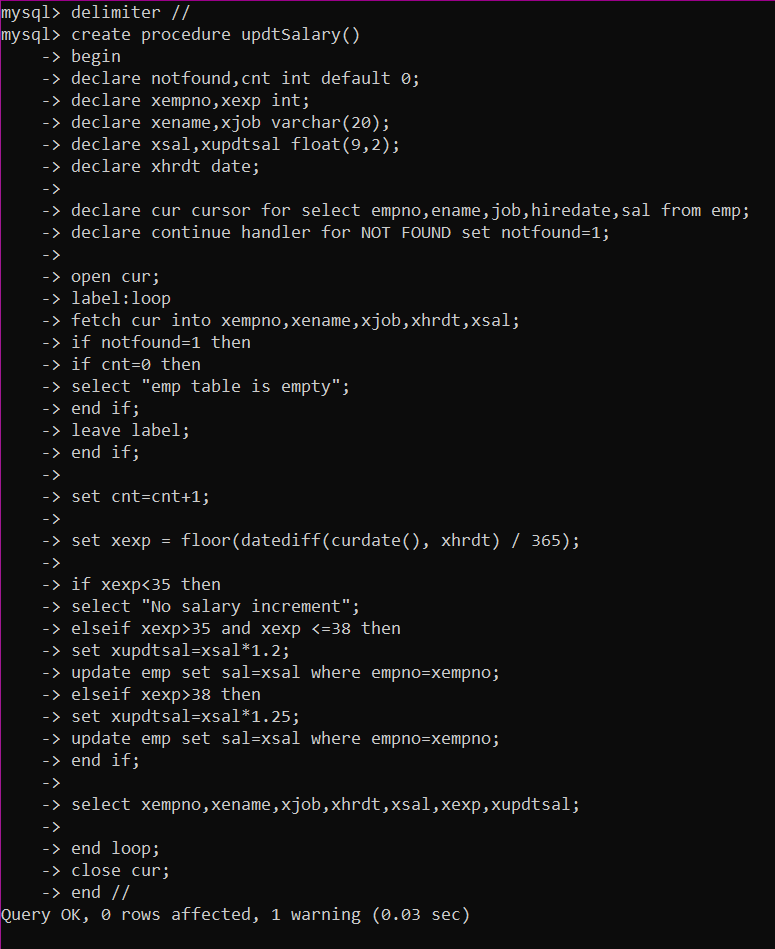 mysql> delimiter //
mysql> create procedure updtSalary()
    -> begin
    -> declare notfound,cnt int default 0;
    -> declare xempno,xexp int;
    -> declare xename,xjob varchar(20);
    -> declare xsal,xupdtsal float(9,2);
    -> declare xhrdt date;
    ->
    -> declare cur cursor for select empno,ename,job,hiredate,sal from emp;
    -> declare continue handler for NOT FOUND set notfound=1;
    ->
    -> open cur;
    -> label:loop
    -> fetch cur into xempno,xename,xjob,xhrdt,xsal;
    -> if notfound=1 then
    -> if cnt=0 then
    -> select "emp table is empty";
    -> end if;
    -> leave label;
    -> end if;
    ->
    -> set cnt=cnt+1;
    ->
    -> set xexp = floor(datediff(curdate(), xhrdt) / 365);
    ->
    -> if xexp<35 then
    -> select "No salary increment";
    -> elseif xexp>35 and xexp <=38 then
    -> set xupdtsal=xsal*1.2;
    -> update emp set sal=xsal where empno=xempno;
    -> elseif xexp>38 then
    -> set xupdtsal=xsal*1.25;
    -> update emp set sal=xsal where empno=xempno;
    -> end if;
    ->
    -> select xempno,xename,xjob,xhrdt,xsal,xexp,xupdtsal;
    ->
    -> end loop;
    -> close cur;
    -> end //
Query OK, 0 rows affected, 1 warning (0.03 sec)